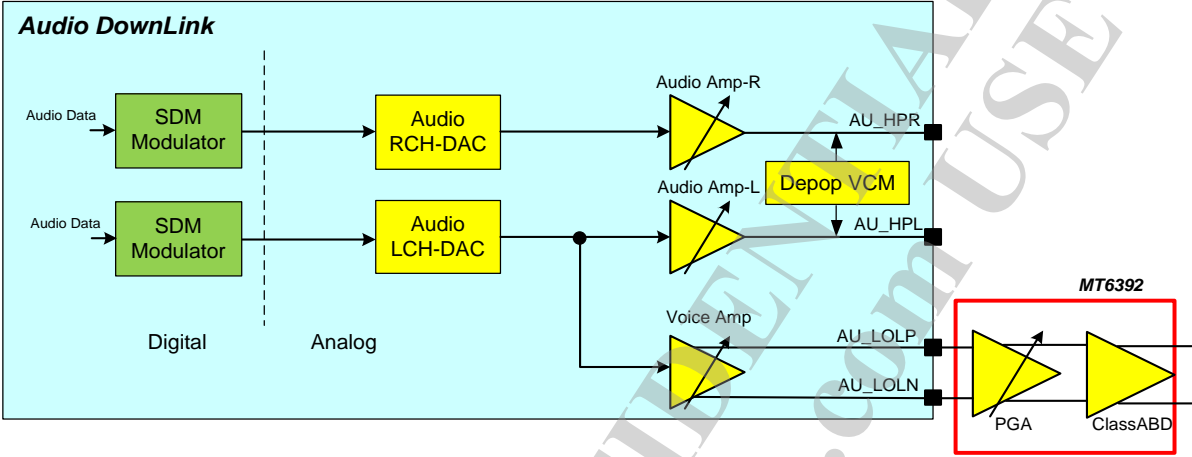 Audio DownLink
Audio Data
SDM
Modulator
Audio
RCH-DAC
Audio Amp-R
AU_HPR
Depop VCM
Audio Data
SDM
Modulator
Audio
LCH-DAC
Audio Amp-L
AU_HPL
Digital
Analog
Voice Amp
AU_LOLP
AU_LOLN
MT6392
PGA
ClassABD